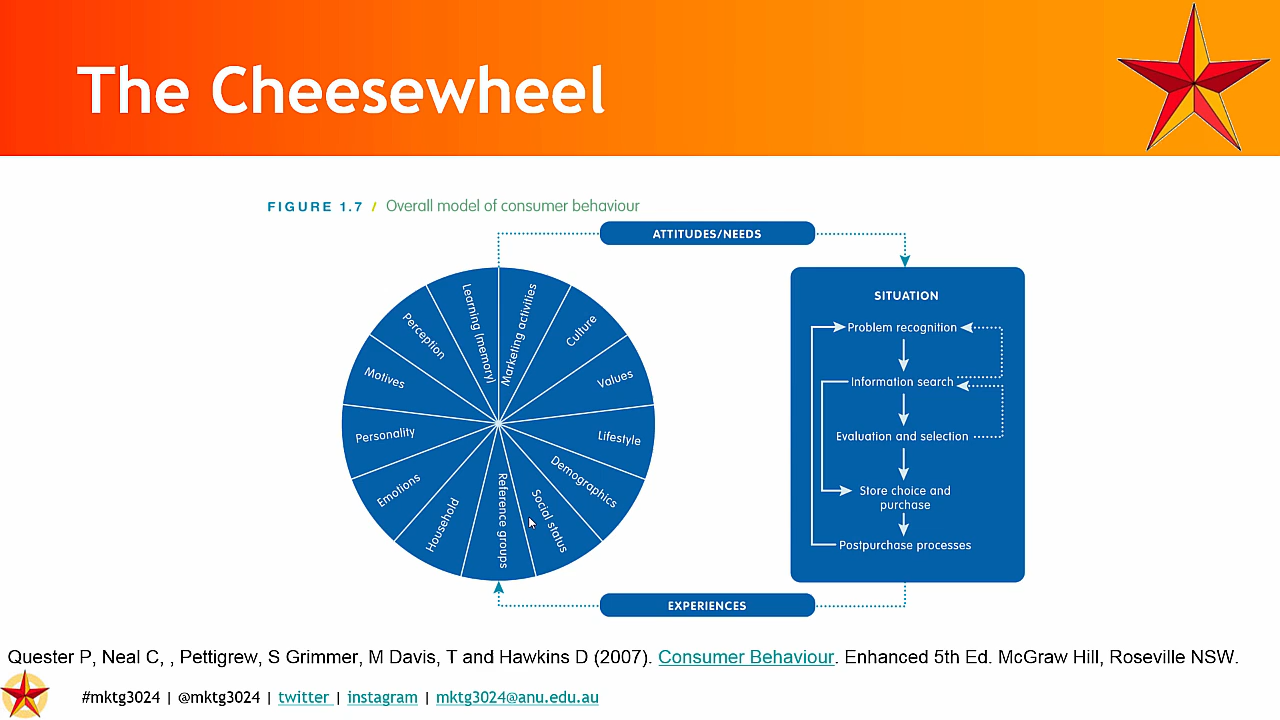 The Cheesewheel
FIGURE 1.7 / Overall model of consumer behaviour
ATTITUDES/NEEDS
Marketing activities
Culture
Values
Lifestyle
Demographics
Social status
Reference groups
Household
Emotions
Personality
Motives
Perception
Learning (memory)
SITUATION
Problem recognition
Information search
Evaluation and selection
Store choice and
purchase
Postpurchase processes
EXPERIENCES
Quester P, Neal C, , Pettigrew, S Grimmer, M Davis, T and Hawkins D (2007). Consumer Behaviour. Enhanced 5th Ed. McGraw Hill, Roseville NSW.
#mktg3024 | @mktg3024 | twitter | instagram | mktg3024@anu.edu.au